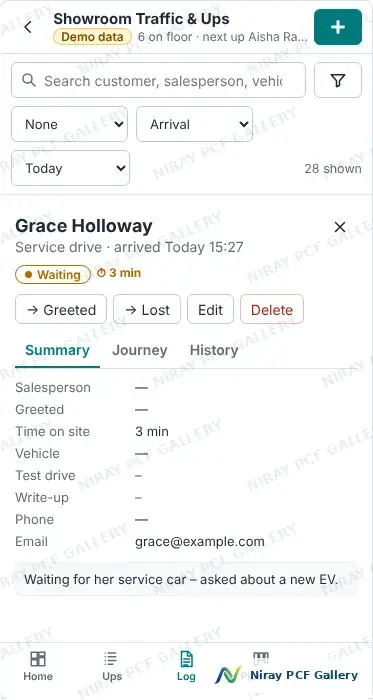 Showroom Traffic & Ups
Demo data 6 on floor · next up Aisha Ra...
Search customer, salesperson, vehic
None Arrival
Today 28 shown
Grace Holloway
Service drive · arrived Today 15:27
Waiting 3 min
→ Greeted → Lost Edit Delete
Summary Journey History
Salesperson —
Greeted —
Time on site 3 min
Vehicle —
Test drive –
Write-up –
Phone —
Email grace@example.com
Waiting for her service car – asked about a new EV.
Home Ups Log
Niray PCF Gallery
NIRAY PCF GALLERY